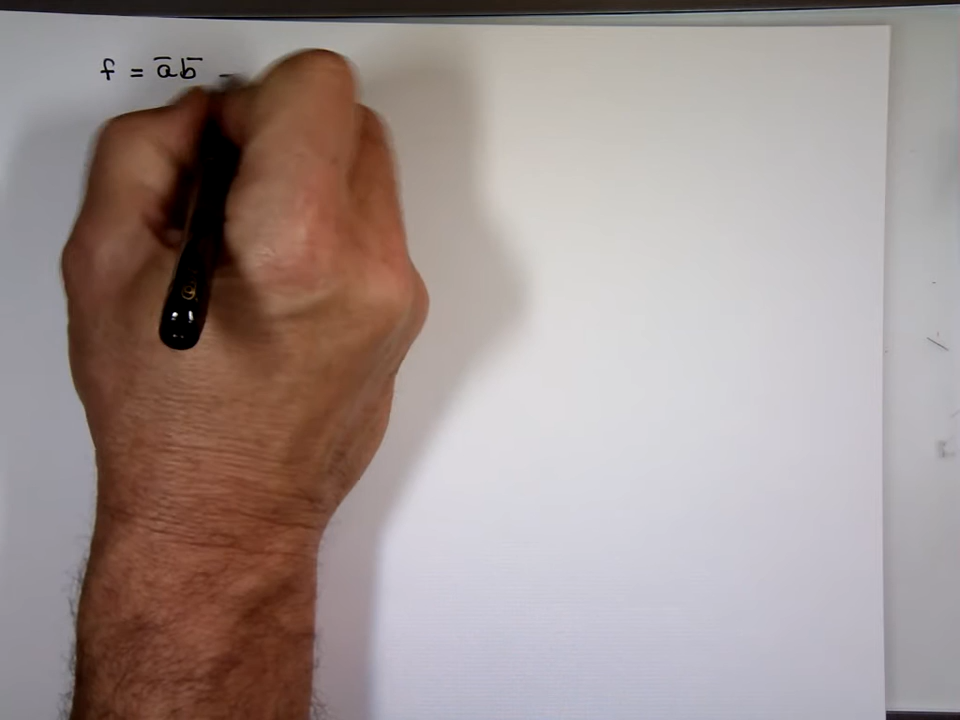 f = a̅ b̅